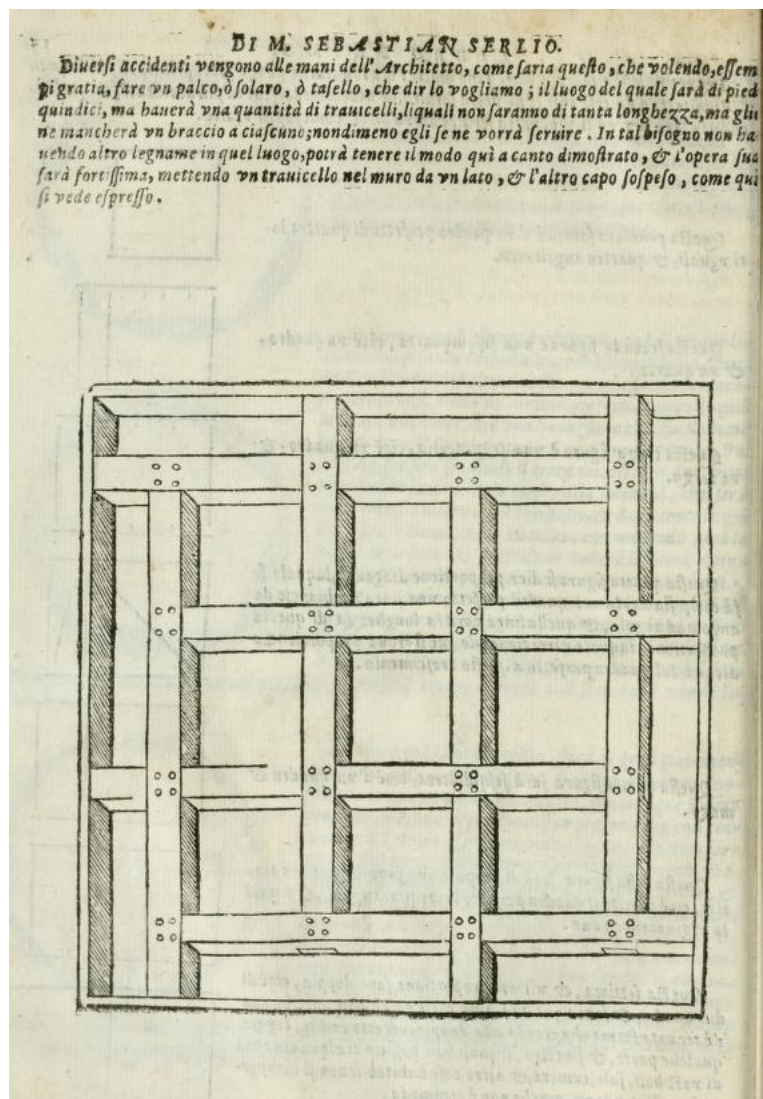 DI M. SEBASTIAN SERLIO.
Diuersi accidenti vengono alle mani dell'Architetto, come saria questo, che volendo, essem
pi gratia, fare vn palco, ò solaro, ò tasello, che dir lo vogliamo; il luogo del quale sarà di pied
quindici, ma hauerà vna quantità di trauicelli, liquali non saranno di tanta longhezza, ma gliu
ne mancherà vn braccio a ciascuno; nondimeno egli se ne vorrà seruire. In tal bisogno non ha
uendo altro legname in quel luogo, potrà tenere il modo quì a canto dimostrato, & l'opera sua
sarà fortissima, mettendo vn trauicello nel muro da vn lato, & l'altro capo sospeso, come quì
si vede espresso.